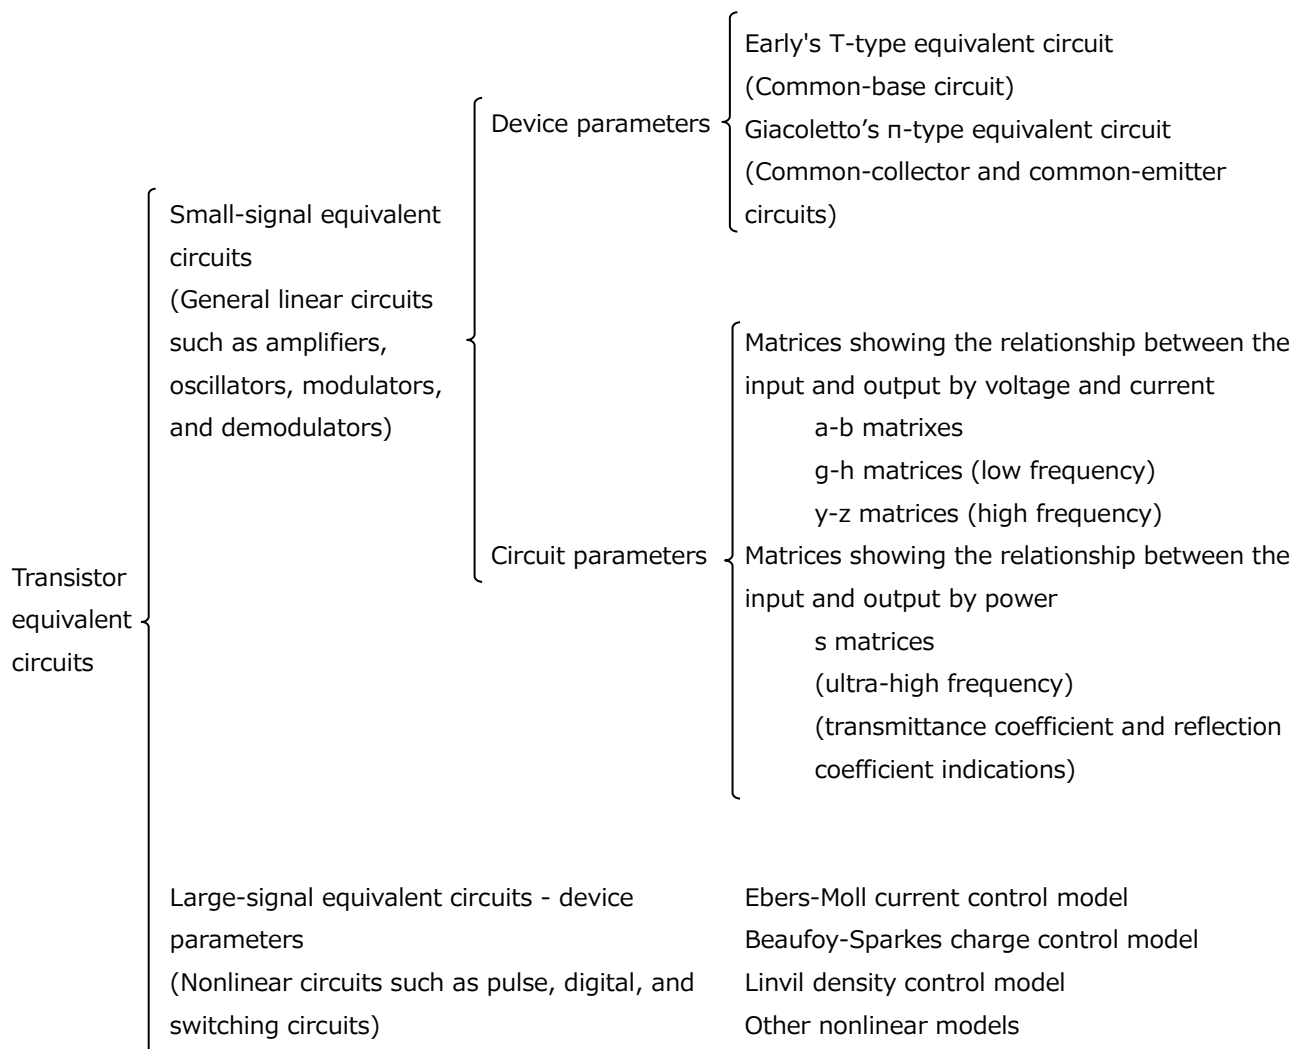 Transistor
equivalent
circuits
Small-signal equivalent
circuits
(General linear circuits
such as amplifiers,
oscillators, modulators,
and demodulators)
Device parameters
Early's T-type equivalent circuit
(Common-base circuit)
Giacoletto’s π-type equivalent circuit
(Common-collector and common-emitter
circuits)
Circuit parameters
Matrices showing the relationship between the
input and output by voltage and current
a-b matrixes
g-h matrices (low frequency)
y-z matrices (high frequency)
Matrices showing the relationship between the
input and output by power
s matrices
(ultra-high frequency)
(transmittance coefficient and reflection
coefficient indications)
Large-signal equivalent circuits - device
parameters
(Nonlinear circuits such as pulse, digital, and
switching circuits)
Ebers-Moll current control model
Beaufoy-Sparkes charge control model
Linvil density control model
Other nonlinear models